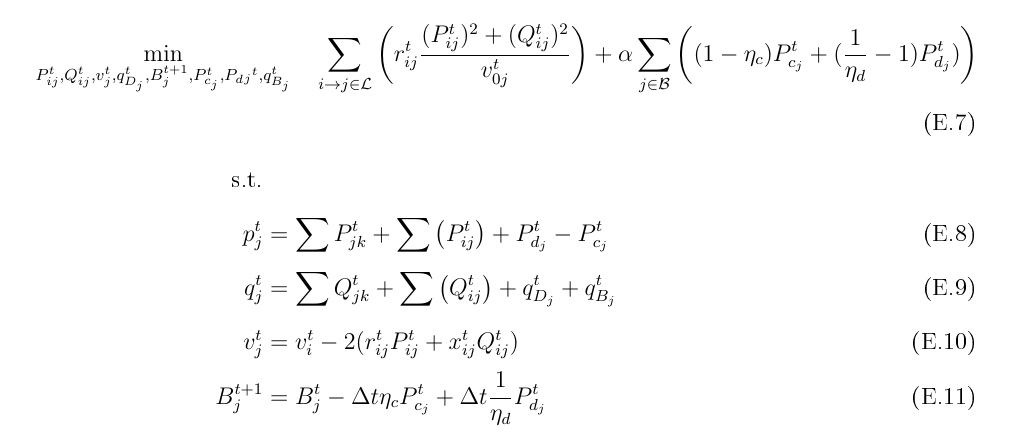 \min_{P_{ij}^t, Q_{ij}^t, v_j^t, q_{D_j}^t, B_j^{t+1}, P_{c_j}^t, P_{dj}{}^t, q_{B_j}^t} \sum_{i \to j \in \mathcal{L}} \left( r_{ij}^t \frac{(P_{ij}^t)^2 + (Q_{ij}^t)^2}{v_{0j}^t} \right) + \alpha \sum_{j \in \mathcal{B}} \left( (1 - \eta_c) P_{c_j}^t + (\frac{1}{\eta_d} - 1) P_{d_j}^t ) \right)
(E.7)
s.t.
p_j^t = \sum P_{jk}^t + \sum \left( P_{ij}^t \right) + P_{d_j}^t - P_{c_j}^t (E.8)
q_j^t = \sum Q_{jk}^t + \sum \left( Q_{ij}^t \right) + q_{D_j}^t + q_{B_j}^t (E.9)
v_j^t = v_i^t - 2(r_{ij}^t P_{ij}^t + x_{ij}^t Q_{ij}^t) (E.10)
B_j^{t+1} = B_j^t - \Delta t \eta_c P_{c_j}^t + \Delta t \frac{1}{\eta_d} P_{d_j}^t (E.11)